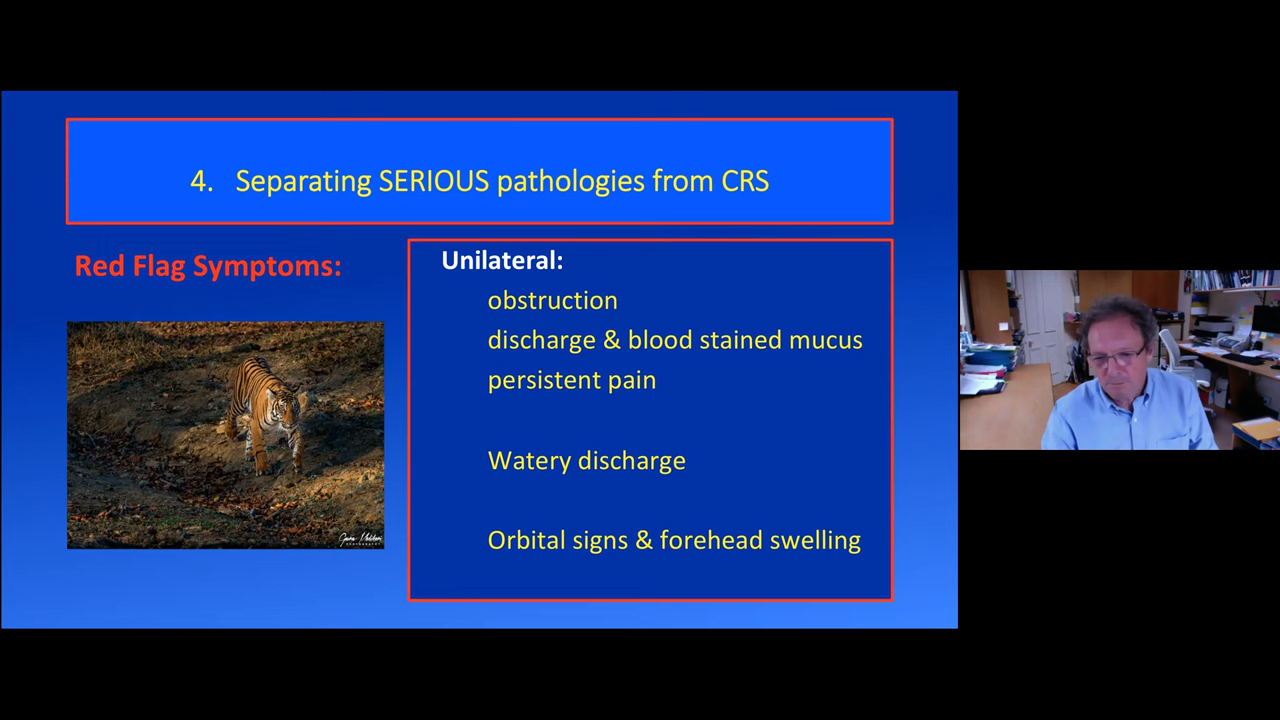 4. Separating SERIOUS pathologies from CRS
Red Flag Symptoms:
Unilateral:
obstruction
discharge & blood stained mucus
persistent pain
Watery discharge
Orbital signs & forehead swelling